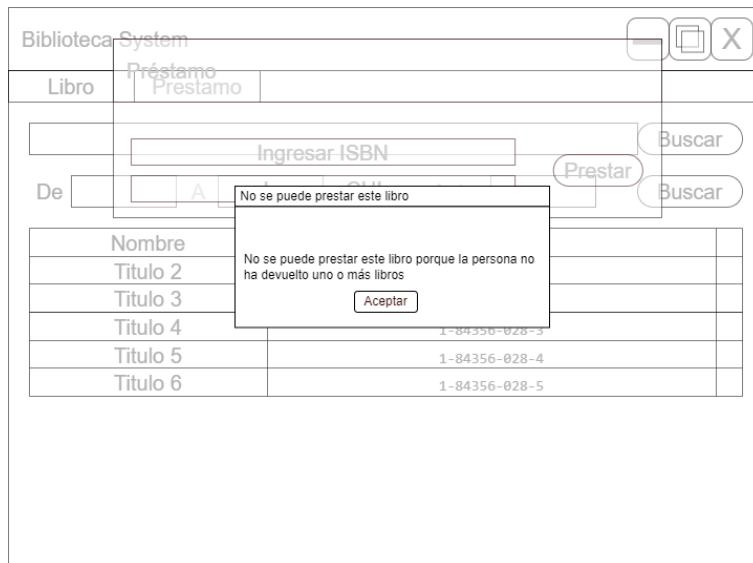 Biblioteca System
X
Préstamo
Libro
Prestamo
Buscar
Ingresar ISBN
Prestar
De
A
Buscar
No se puede prestar este libro
Nombre
No se puede prestar este libro porque la persona no
ha devuelto uno o más libros
Aceptar
Titulo 2
Titulo 3
Titulo 4
1-84356-028-3
Titulo 5
1-84356-028-4
Titulo 6
1-84356-028-5